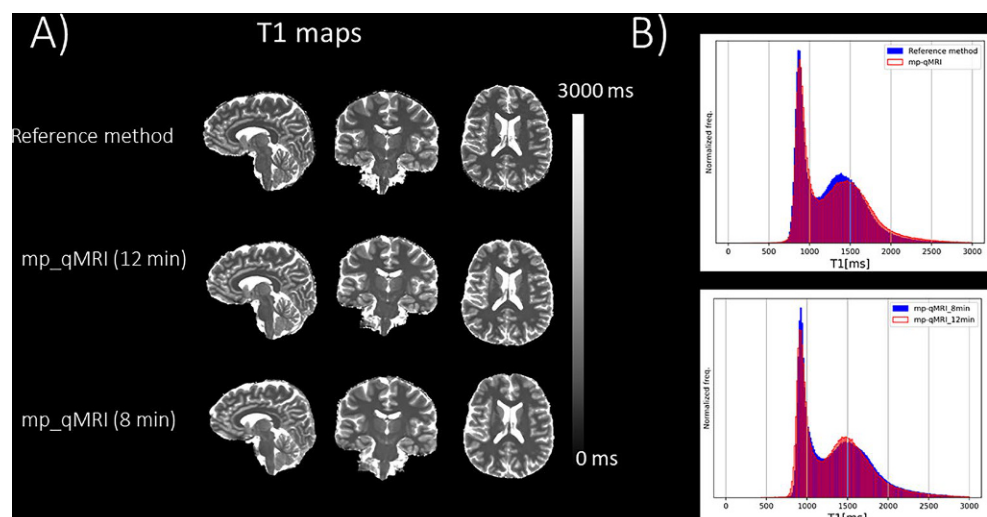 A)
T1 maps
B)
Reference method
mp_qMRI (12 min)
mp_qMRI (8 min)
3000 ms
0 ms
Reference method
mp-qMRI
Normalized freq.
0 500 1000 1500 2000 2500 3000
T1[ms]
mp-qMRI_8min
mp-qMRI_12min
Normalized freq.
0 500 1000 1500 2000 2500 3000
T1[ms]